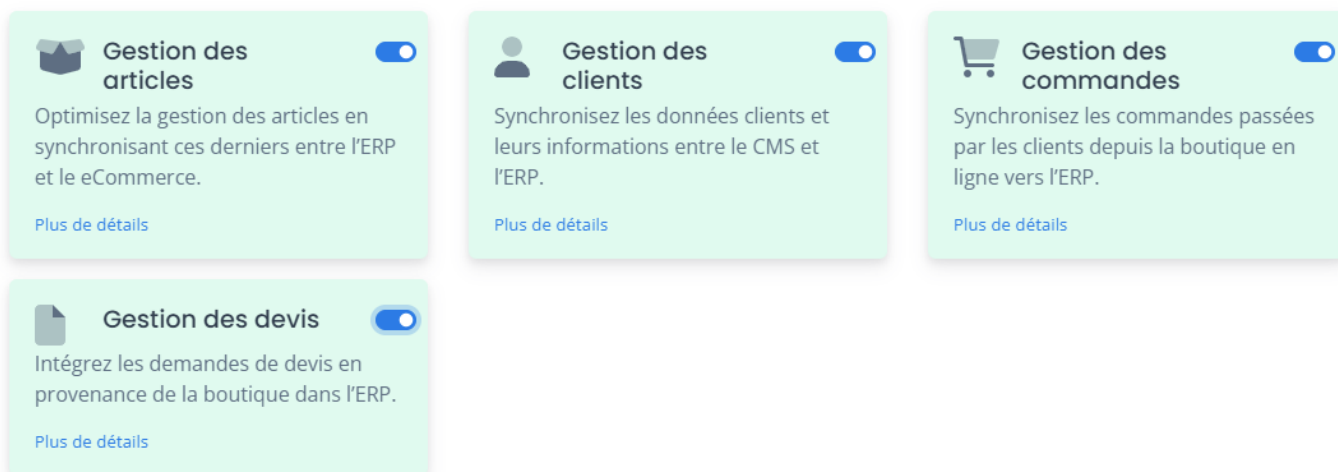 Gestion des
articles
Optimisez la gestion des articles en
synchronisant ces derniers entre l'ERP
et le eCommerce.
Plus de détails
Gestion des
clients
Synchronisez les données clients et
leurs informations entre le CMS et
l'ERP.
Plus de détails
Gestion des
commandes
Synchronisez les commandes passées
par les clients depuis la boutique en
ligne vers l'ERP.
Plus de détails
Gestion des devis
Intégrez les demandes de devis en
provenance de la boutique dans l'ERP.
Plus de détails